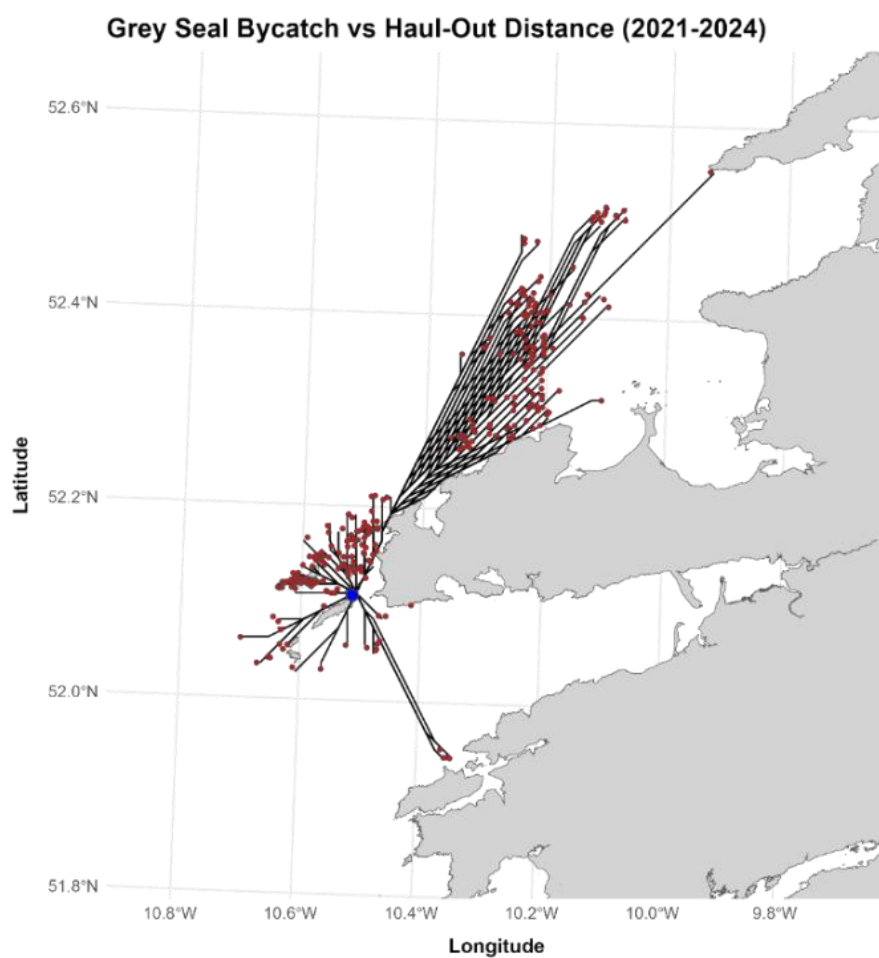 Grey Seal Bycatch vs Haul-Out Distance (2021-2024)
52.6°N
52.4°N
52.2°N
52.0°N
51.8°N
Latitude
10.8°W 10.6°W 10.4°W 10.2°W 10.0°W 9.8°W
Longitude